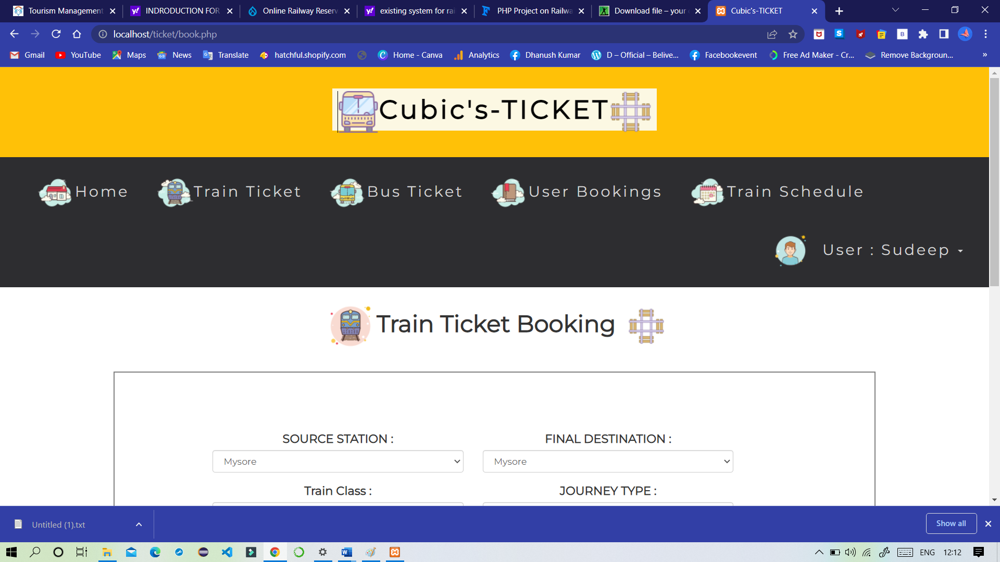 Tourism Management
INDRODUCTION FOR
Online Railway Reserv
existing system for rai
PHP Project on Railwa
Download file – your
Cubic's-TICKET
localhost/ticket/book.php
Gmail
YouTube
Maps
News
Translate
hatchful.shopify.com
Home - Canva
Analytics
Dhanush Kumar
D – Official – Belive...
Facebookevent
Free Ad Maker - Cr...
Remove Backgroun...
»
Cubic's-TICKET
Home
Train Ticket
Bus Ticket
User Bookings
Train Schedule
User : Sudeep
Train Ticket Booking
SOURCE STATION :
FINAL DESTINATION :
Mysore
Mysore
Train Class :
JOURNEY TYPE :
Untitled (1).txt
Show all
ENG
12:12